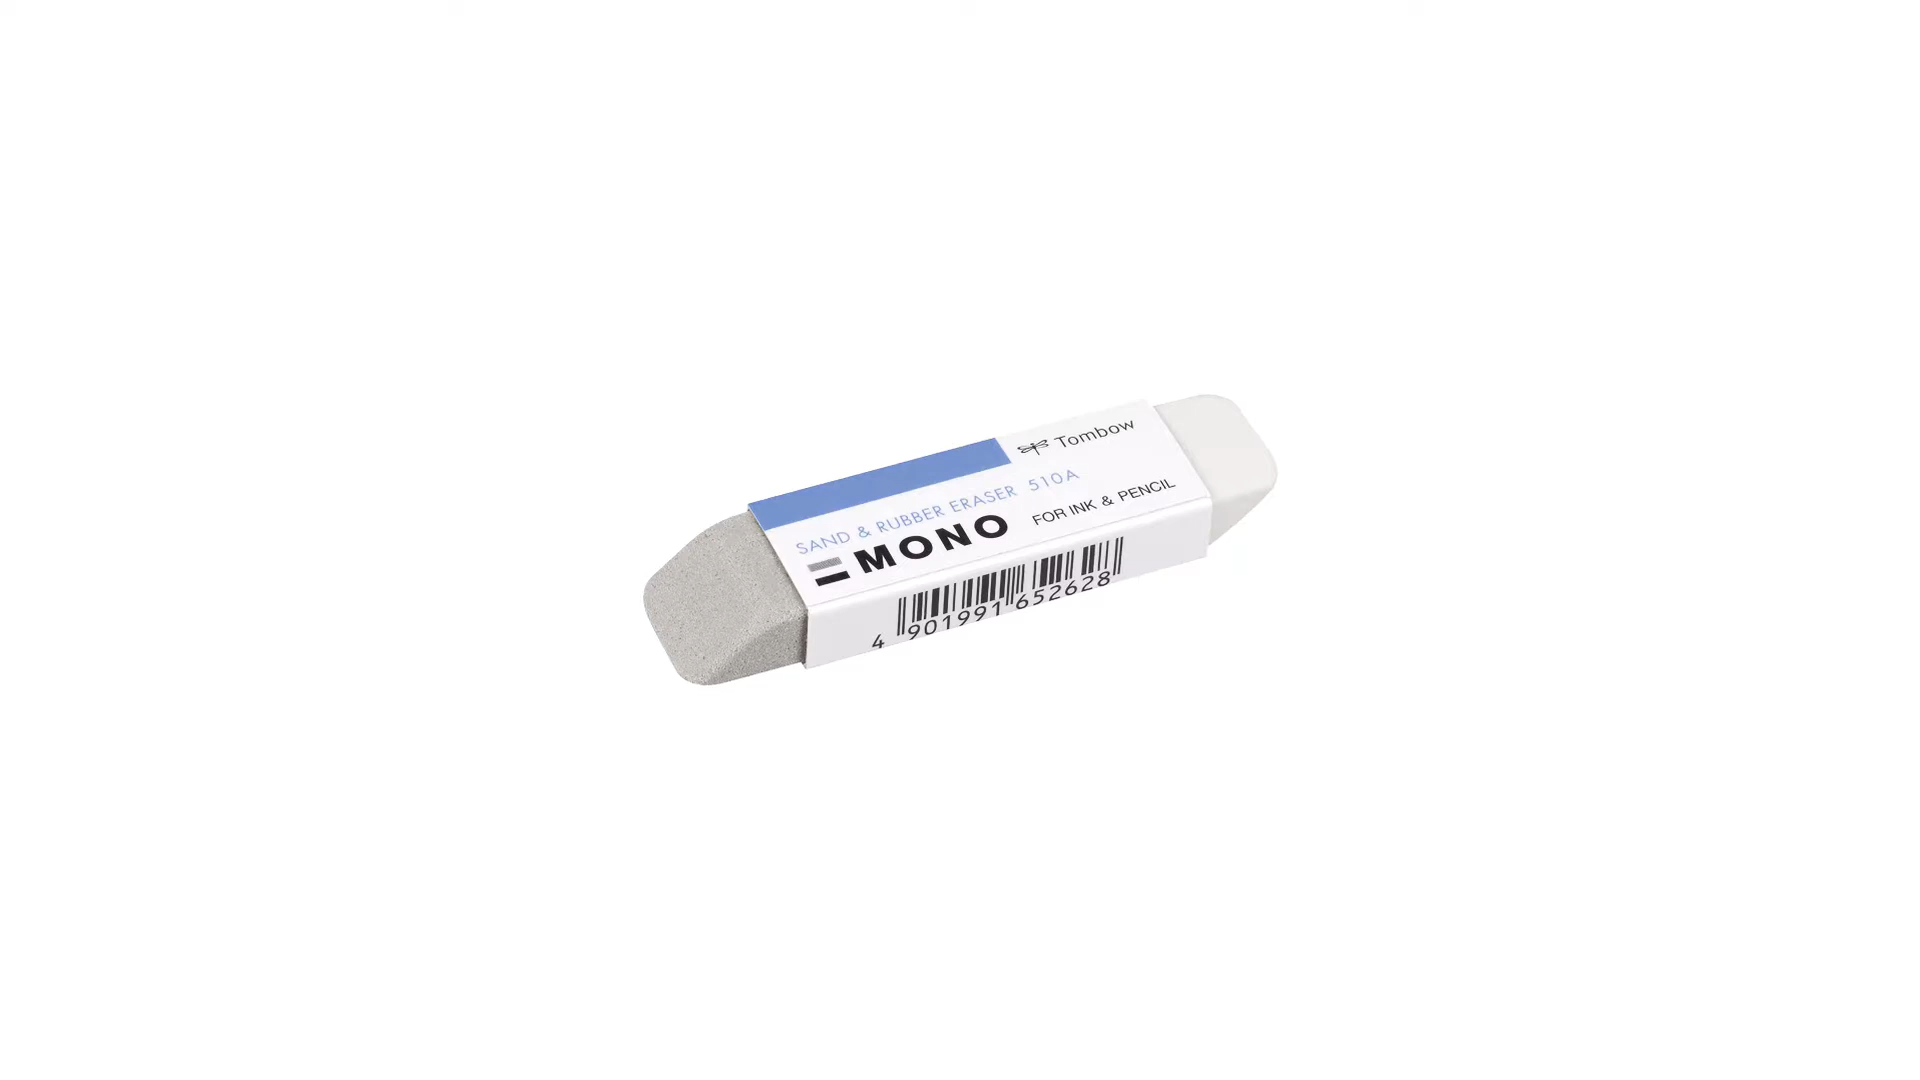 Tombow
SAND & RUBBER ERASER 510A
MONO FOR INK & PENCIL
4 901991 652628